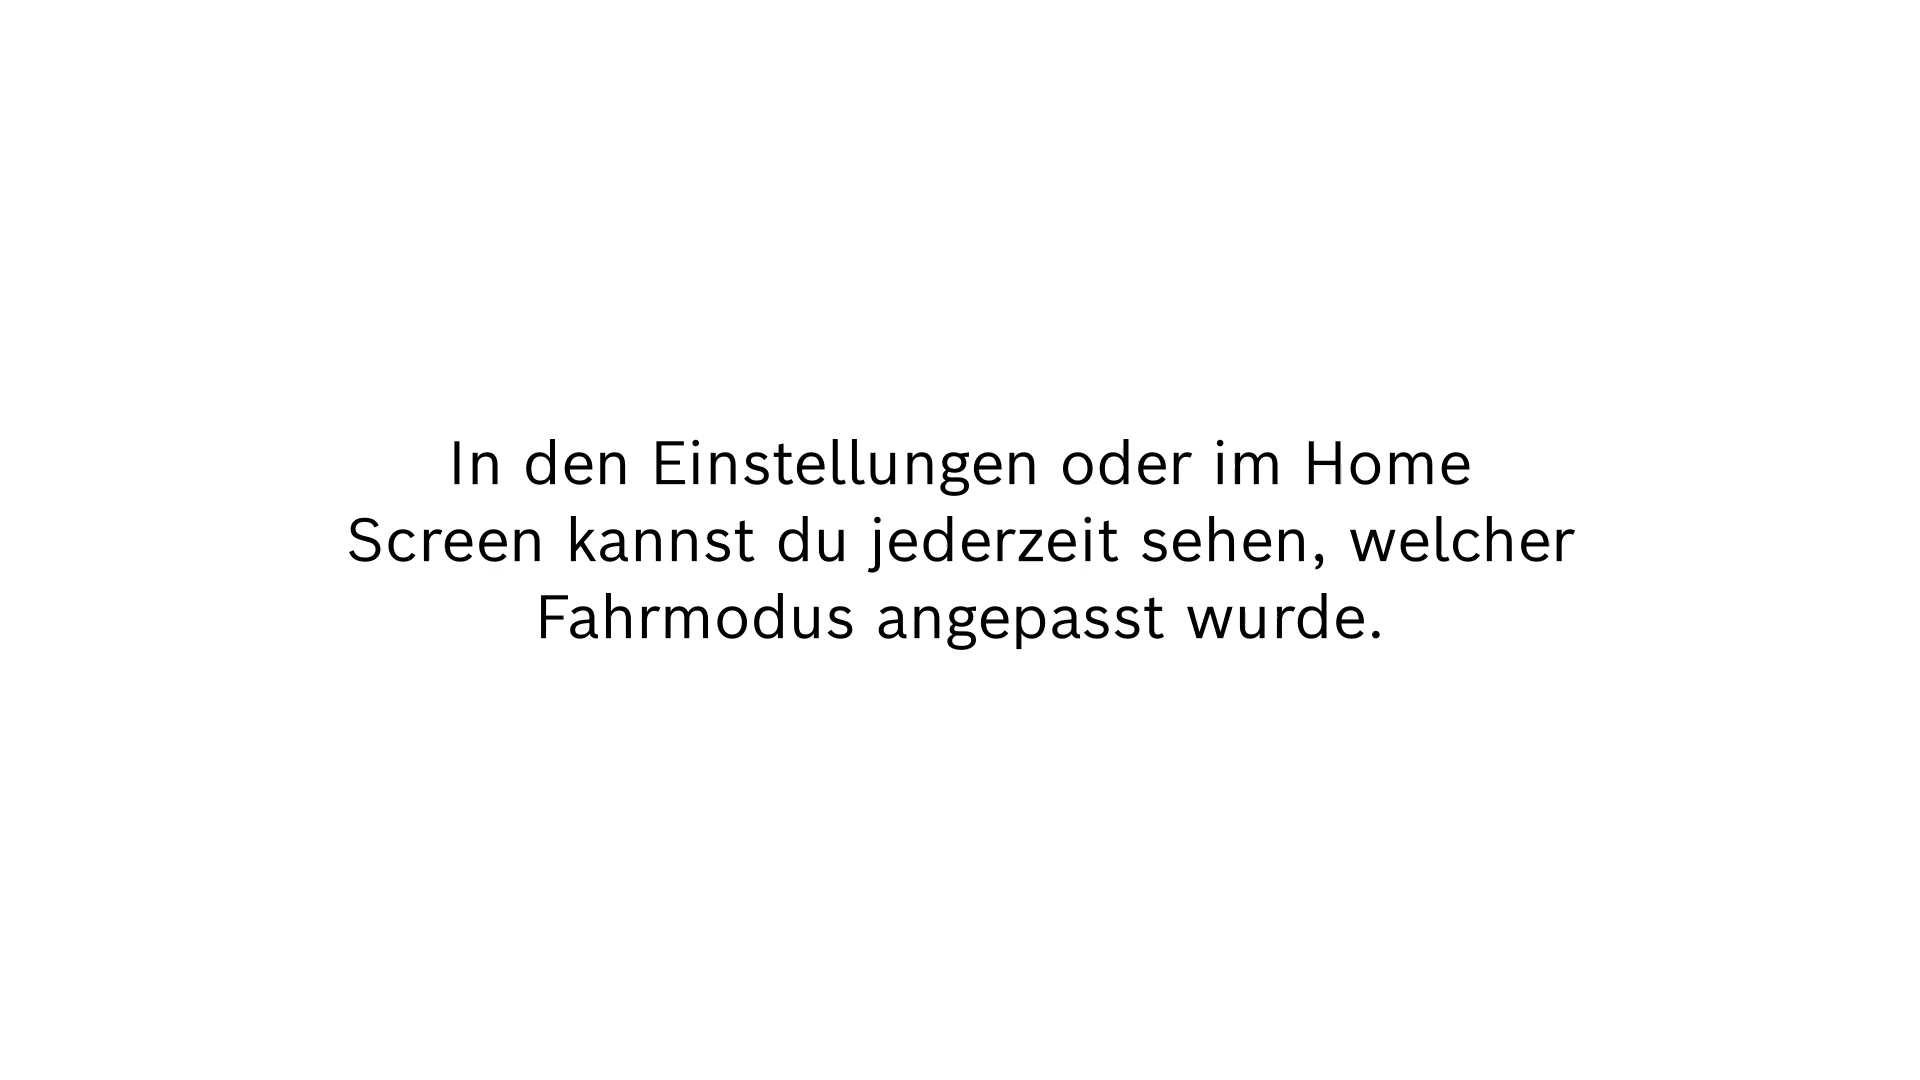 In den Einstellungen oder im Home
Screen kannst du jederzeit sehen, welcher
Fahrmodus angepasst wurde.